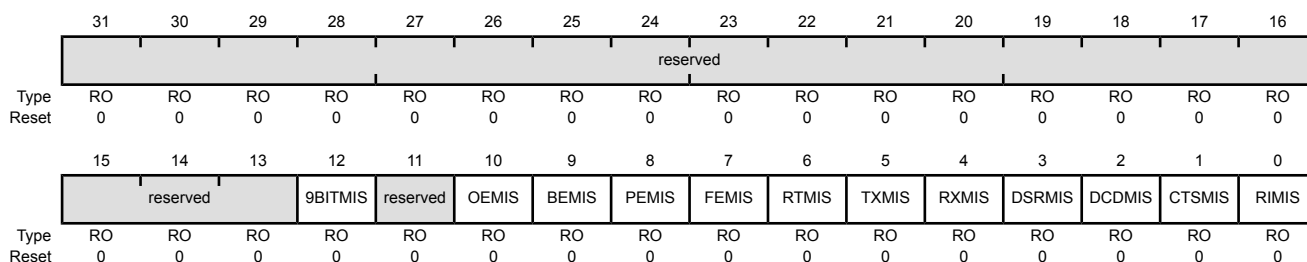 31 30 29 28 27 26 25 24 23 22 21 20 19 18 17 16
reserved
Type RO RO RO RO RO RO RO RO RO RO RO RO RO RO RO RO
Reset 0 0 0 0 0 0 0 0 0 0 0 0 0 0 0 0
15 14 13 12 11 10 9 8 7 6 5 4 3 2 1 0
reserved 9BITMIS reserved OEMIS BEMIS PEMIS FEMIS RTMIS TXMIS RXMIS DSRMIS DCDMIS CTSMIS RIMIS
Type RO RO RO RO RO RO RO RO RO RO RO RO RO RO RO RO
Reset 0 0 0 0 0 0 0 0 0 0 0 0 0 0 0 0